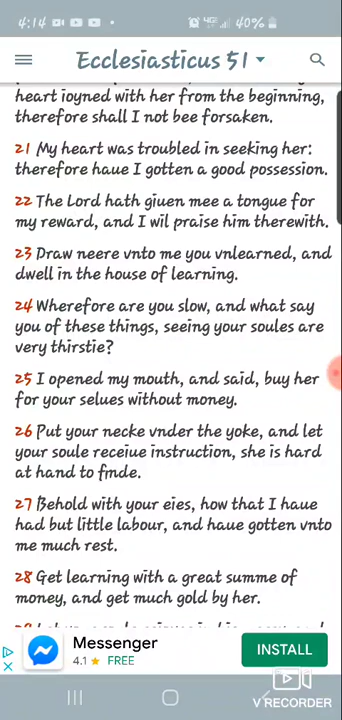 4:14
40%
Ecclesiasticus 51
heart ioyned with her from the beginning,
therefore shall I not bee forsaken.
21 My heart was troubled in seeking her:
therefore haue I gotten a good possession.
22 The Lord hath giuen mee a tongue for
my reward, and I wil praise him therewith.
23 Draw neere vnto me you vnlearned, and
dwell in the house of learning.
24 Wherefore are you slow, and what say
you of these things, seeing your soules are
very thirstie?
25 I opened my mouth, and said, buy her
for your selues without money.
26 Put your necke vnder the yoke, and let
your soule receiue instruction, she is hard
at hand to finde.
27 Behold with your eies, how that I haue
had but little labour, and haue gotten vnto
me much rest.
28 Get learning with a great summe of
money, and get much gold by her.
Messenger
4.1 ★ FREE
INSTALL
V RECORDER